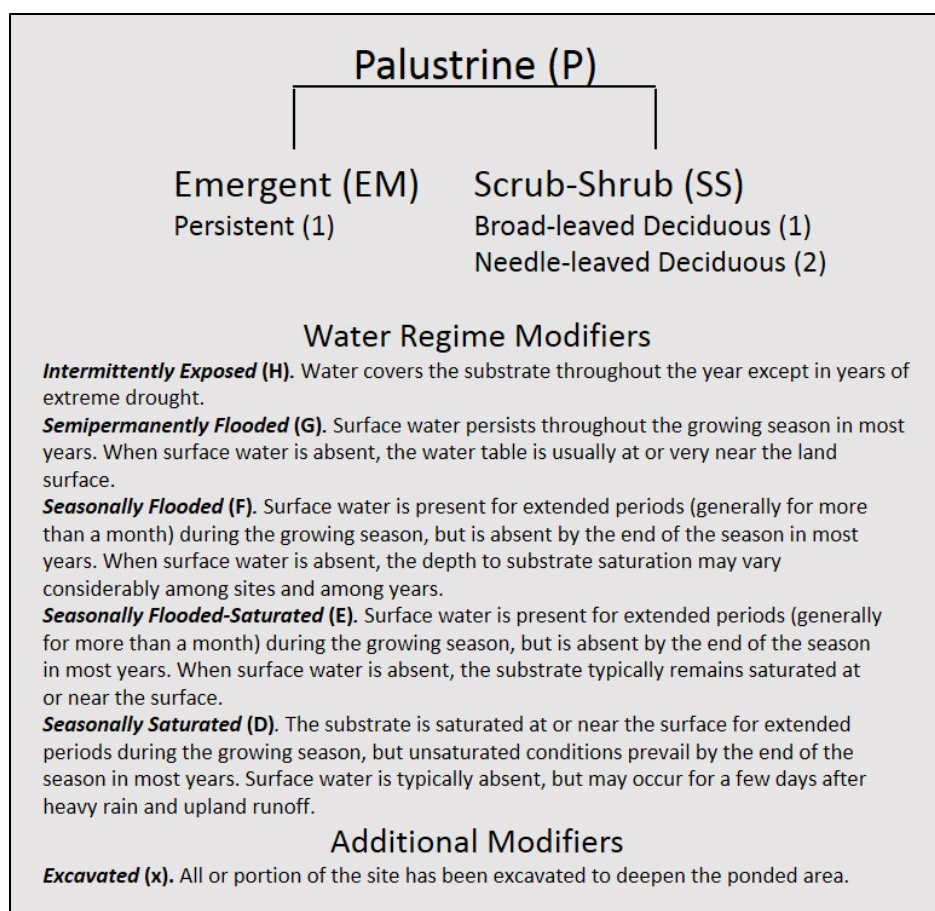 Palustrine (P)
Emergent (EM)
Persistent (1)
Scrub-Shrub (SS)
Broad-leaved Deciduous (1)
Needle-leaved Deciduous (2)
Water Regime Modifiers
Intermittently Exposed (H). Water covers the substrate throughout the year except in years of
extreme drought.
Semipermanently Flooded (G). Surface water persists throughout the growing season in most
years. When surface water is absent, the water table is usually at or very near the land
surface.
Seasonally Flooded (F). Surface water is present for extended periods (generally for more
than a month) during the growing season, but is absent by the end of the season in most
years. When surface water is absent, the depth to substrate saturation may vary
considerably among sites and among years.
Seasonally Flooded-Saturated (E). Surface water is present for extended periods (generally
for more than a month) during the growing season, but is absent by the end of the season
in most years. When surface water is absent, the substrate typically remains saturated at
or near the surface.
Seasonally Saturated (D). The substrate is saturated at or near the surface for extended
periods during the growing season, but unsaturated conditions prevail by the end of the
season in most years. Surface water is typically absent, but may occur for a few days after
heavy rain and upland runoff.
Additional Modifiers
Excavated (x). All or portion of the site has been excavated to deepen the ponded area.